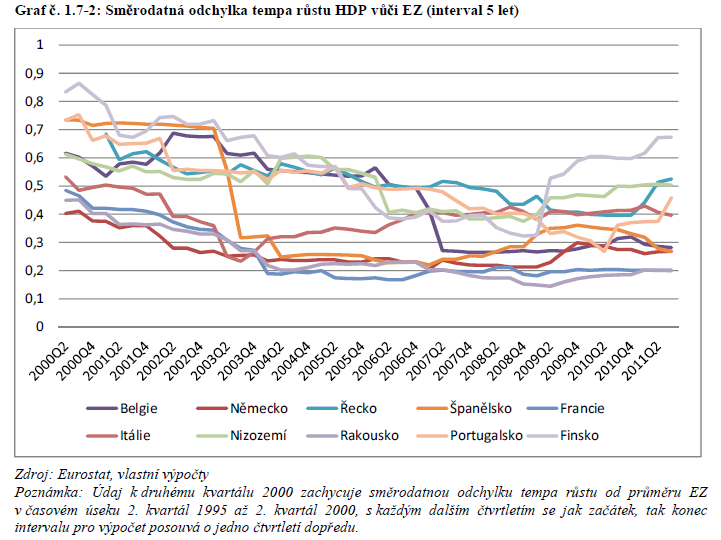 Graf č. 1.7-2: Směrodatná odchylka tempa růstu HDP vůči EZ (interval 5 let)
1
0,9
0,8
0,7
0,6
0,5
0,4
0,3
0,2
0,1
0
2000Q2 2000Q4 2001Q2 2001Q4 2002Q2 2002Q4 2003Q2 2003Q4 2004Q2 2004Q4 2005Q2 2005Q4 2006Q2 2006Q4 2007Q2 2007Q4 2008Q2 2008Q4 2009Q2 2009Q4 2010Q2 2010Q4 2011Q2
Belgie Německo Řecko Španělsko Francie
Itálie Nizozemí Rakousko Portugalsko Finsko
Zdroj: Eurostat, vlastní výpočty
Poznámka: Údaj k druhému kvartálu 2000 zachycuje směrodatnou odchylku tempa růstu od průměru EZ
v časovém úseku 2. kvartál 1995 až 2. kvartál 2000, s každým dalším čtvrtletím se jak začátek, tak konec
intervalu pro výpočet posouvá o jedno čtvrtletí dopředu.